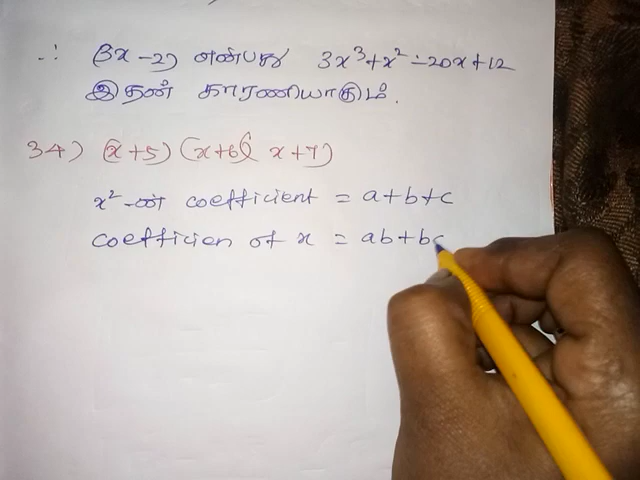 ∴ (3x - 2) என்பது 3x³+x²-20x+12
இதன் காரணியாகும்.
34) (x+5) (x+6)( x+7)
x² -ன் coefficient = a+b+c
coefficien of x = ab+bc